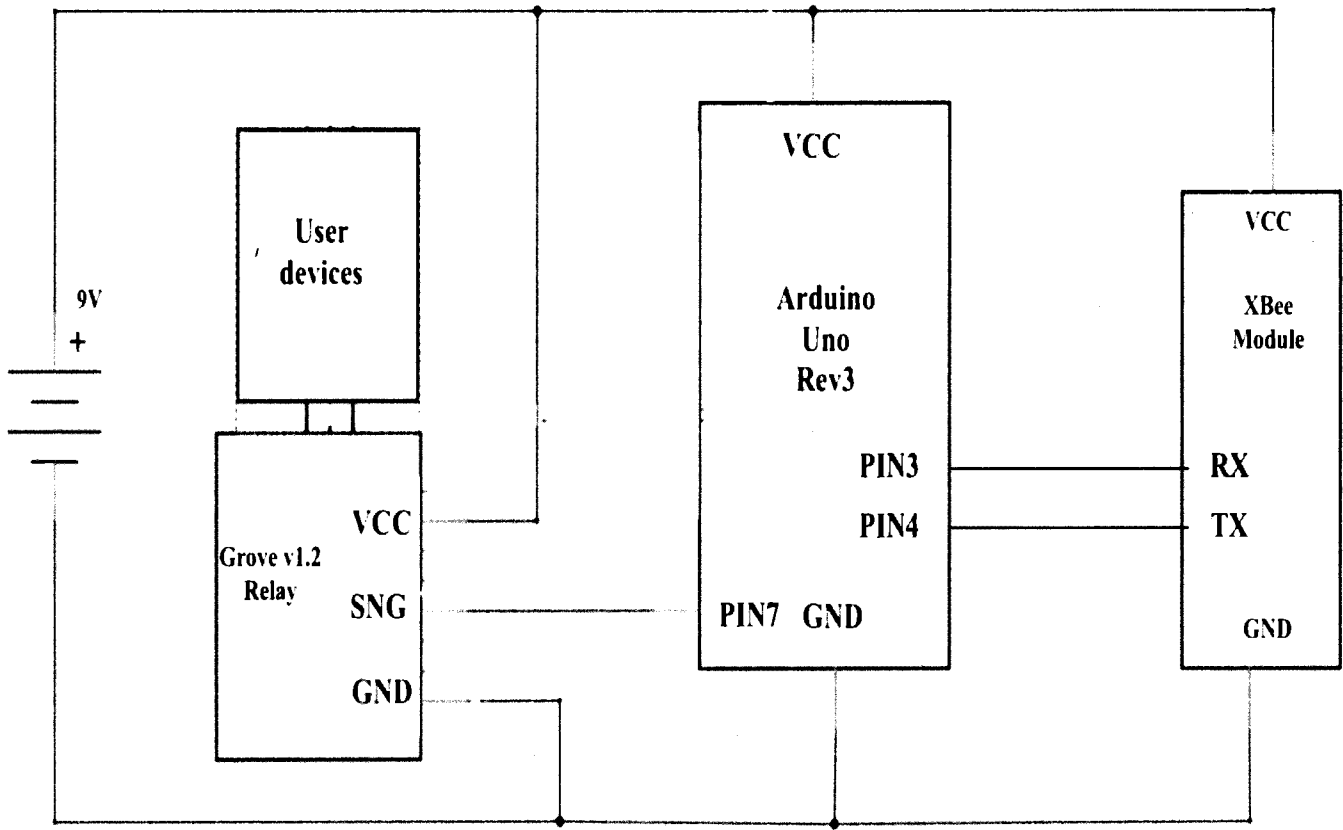 9V
+
User
devices
Grove v1.2
Relay
VCC
SNG
GND
VCC
Arduino
Uno
Rev3
PIN3
PIN4
PIN7 GND
VCC
XBee
Module
RX
TX
GND